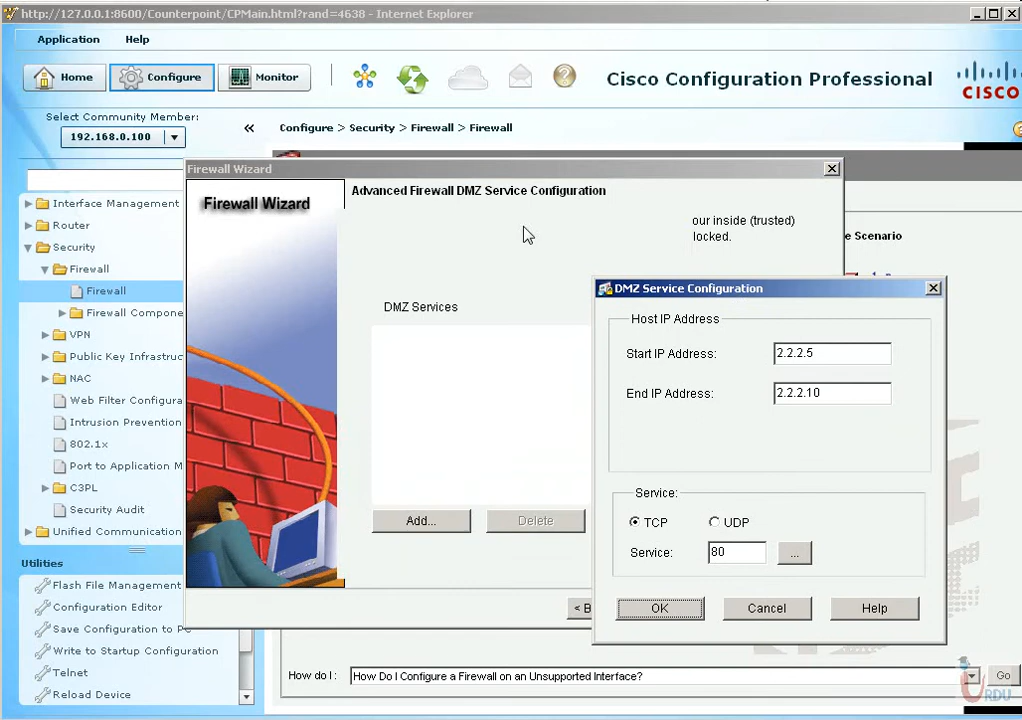 http://127.0.0.1:8600/Counterpoint/CPMain.html?rand=4638 - Internet Explorer
Application Help
Home Configure Monitor
Cisco Configuration Professional
CISCO
Select Community Member:
192.168.0.100
«
Configure > Security > Firewall > Firewall
Interface Management
Router
Security
Firewall
Firewall
Firewall Compone
VPN
Public Key Infrastruc
NAC
Web Filter Configura
Intrusion Prevention
802.1x
Port to Application M
C3PL
Security Audit
Unified Communication
Utilities
Flash File Management
Configuration Editor
Save Configuration to PC
Write to Startup Configuration
Telnet
Reload Device
Firewall Wizard
Firewall Wizard
Advanced Firewall DMZ Service Configuration
our inside (trusted)
locked.
e Scenario
DMZ Services
Add... Delete
< B
DMZ Service Configuration
Host IP Address
Start IP Address: 2.2.2.5
End IP Address: 2.2.2.10
Service:
TCP UDP
Service: 80 ...
OK Cancel Help
How do I: How Do I Configure a Firewall on an Unsupported Interface? Go
URDU